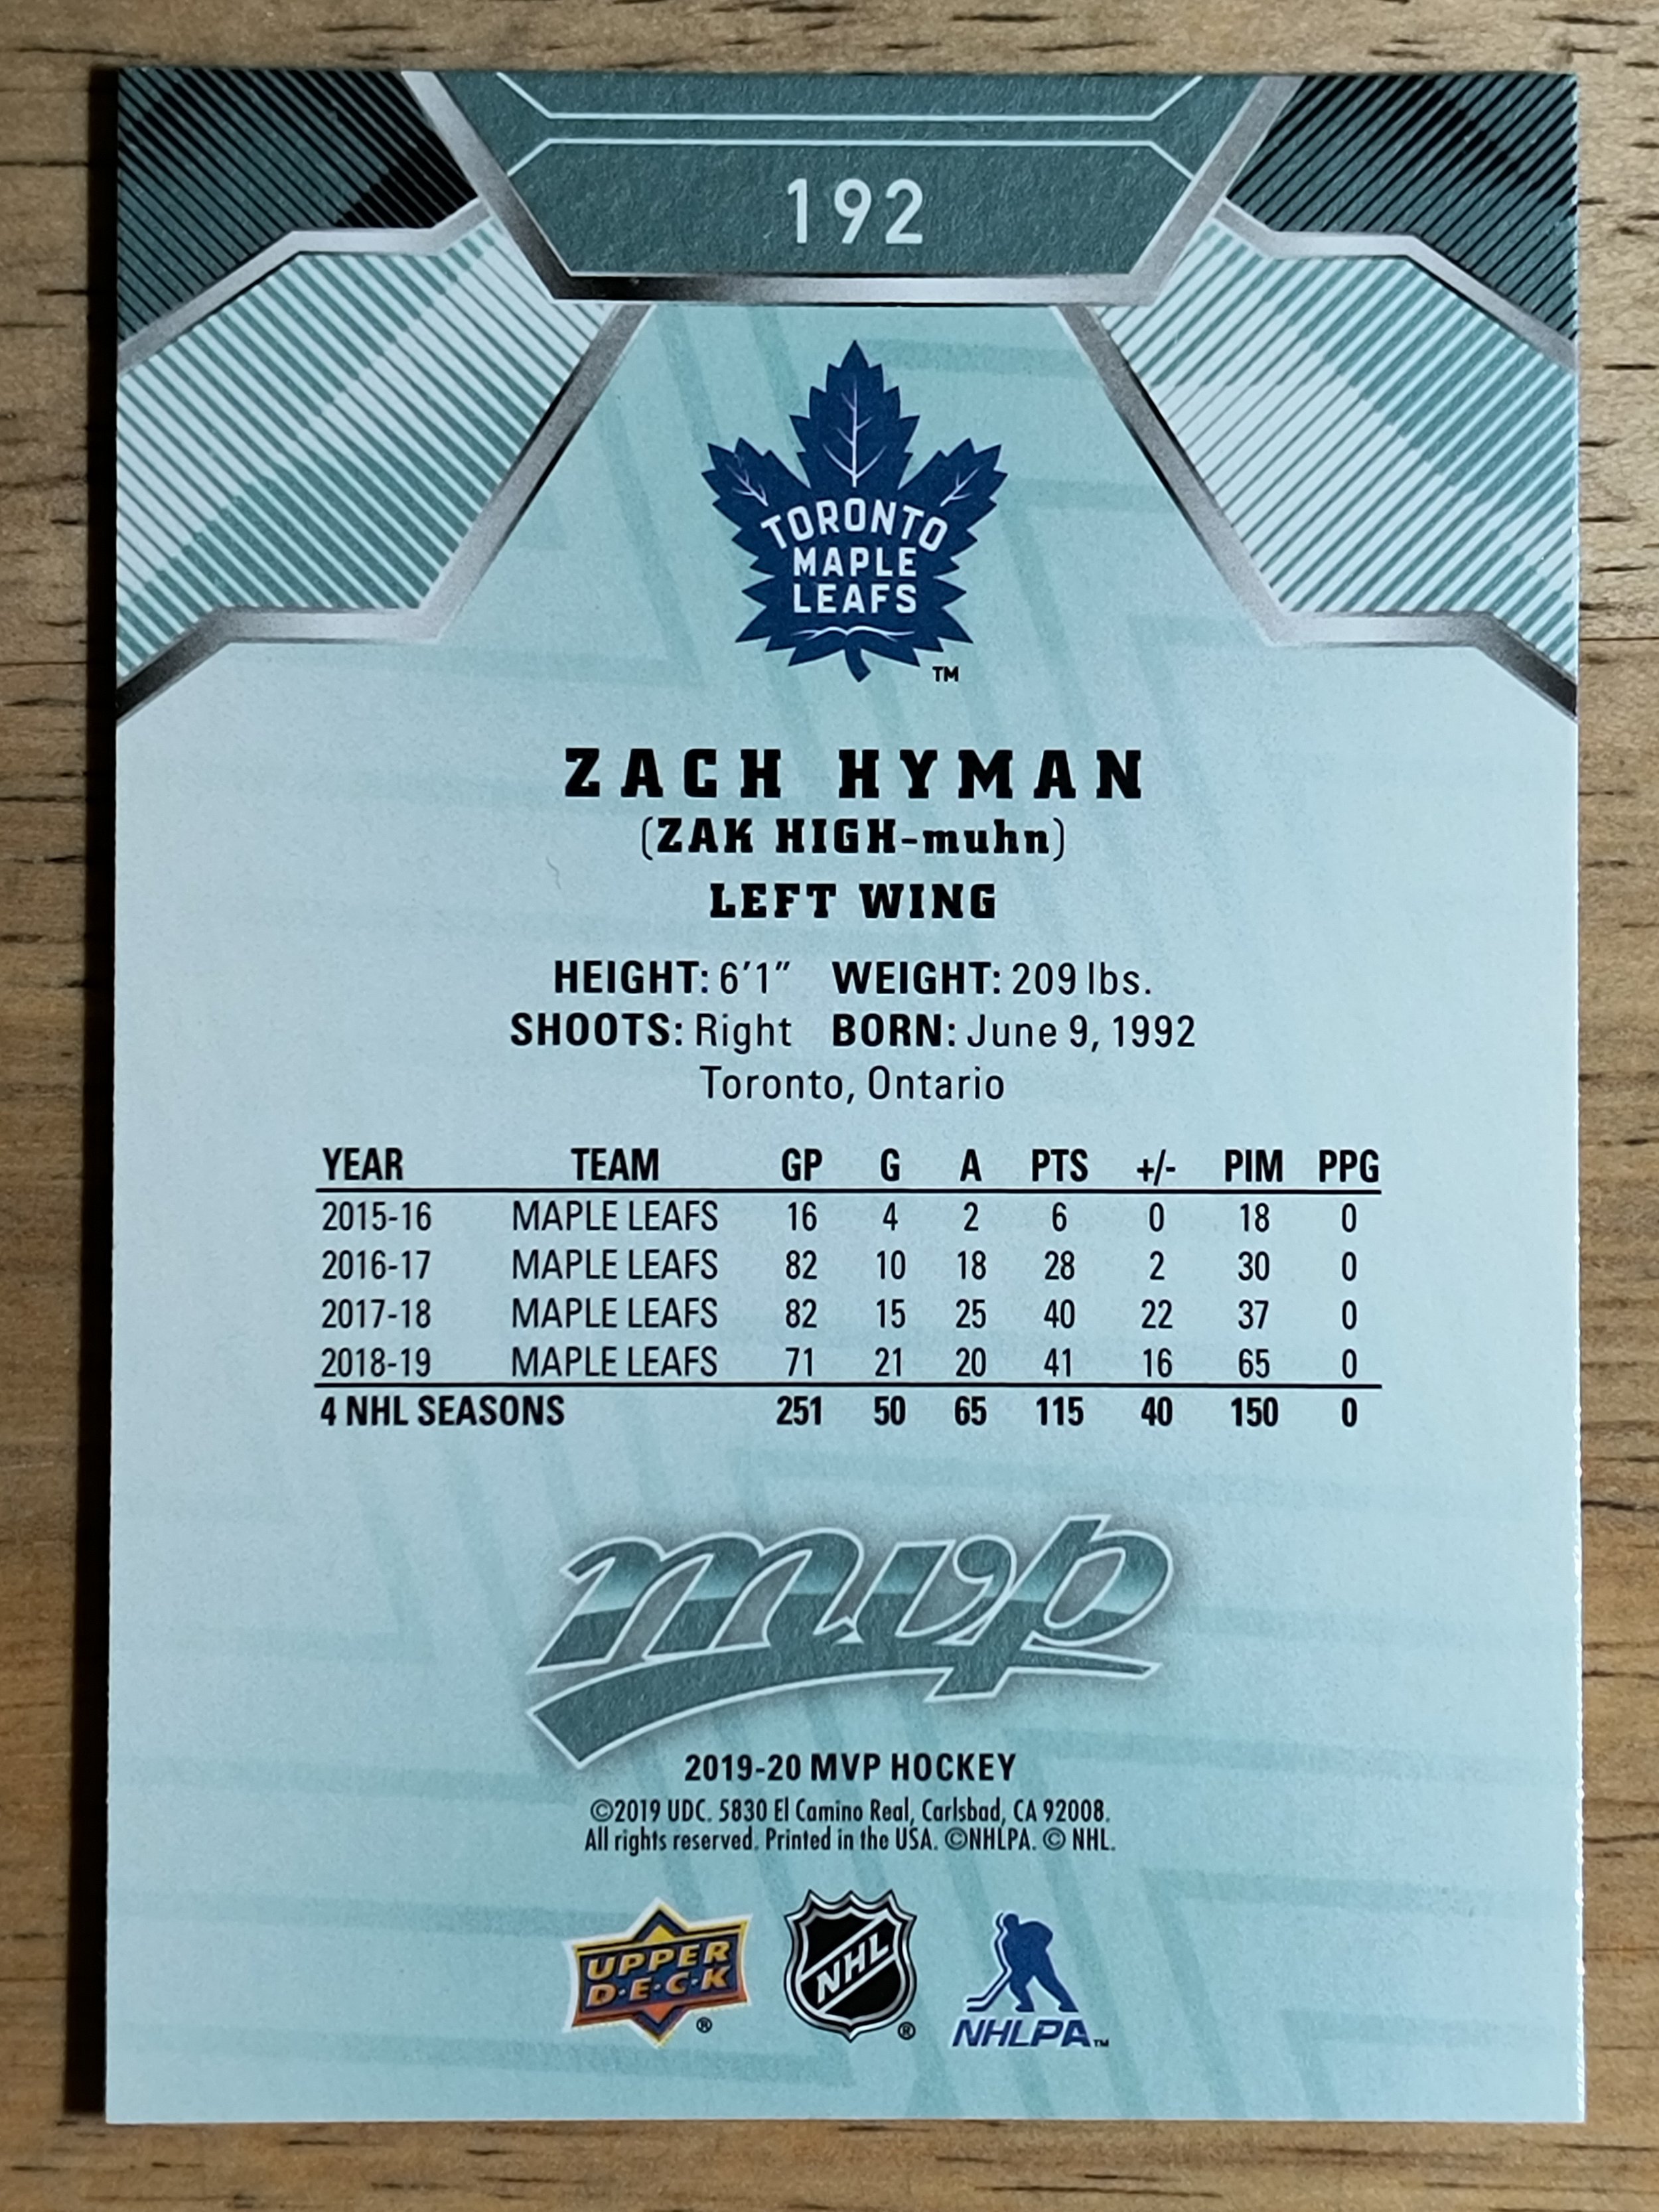 192
TORONTO
MAPLE
LEAFS
TM
ZACH HYMAN
(ZAK HIGH-muhn)
LEFT WING
HEIGHT: 6'1" WEIGHT: 209 lbs.
SHOOTS: Right BORN: June 9, 1992
Toronto, Ontario
YEAR TEAM GP G A PTS +/- PIM PPG
2015-16 MAPLE LEAFS 16 4 2 6 0 18 0
2016-17 MAPLE LEAFS 82 10 18 28 2 30 0
2017-18 MAPLE LEAFS 82 15 25 40 22 37 0
2018-19 MAPLE LEAFS 71 21 20 41 16 65 0
4 NHL SEASONS 251 50 65 115 40 150 0
mvp
2019-20 MVP HOCKEY
©2019 UDC. 5830 El Camino Real, Carlsbad, CA 92008.
All rights reserved. Printed in the USA. ©NHLPA. © NHL.
UPPER
D·E·C·K ®
NHL ®
NHLPA TM